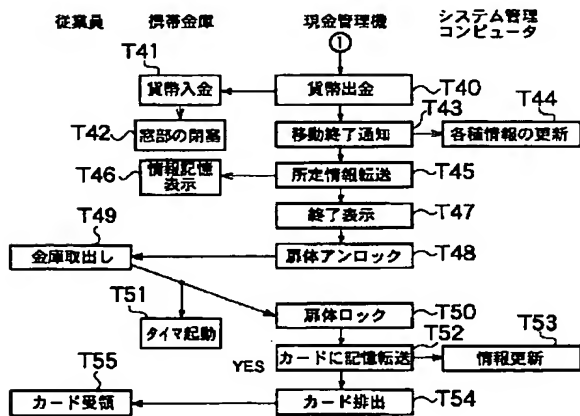 従業員
携帯金庫
現金管理機
システム管理
コンピュータ
①
T41
貨幣入金
貨幣出金
T40
T43
T44
T42
窓部の閉塞
移動終了通知
各種情報の更新
T46
情報記憶
表示
所定情報転送
T45
終了表示
T47
T49
金庫取出し
扉体アンロック
T48
T51
タイマ起動
扉体ロック
T50
T52
T53
YES
カードに記憶転送
情報更新
T55
カード受領
カード排出
T54